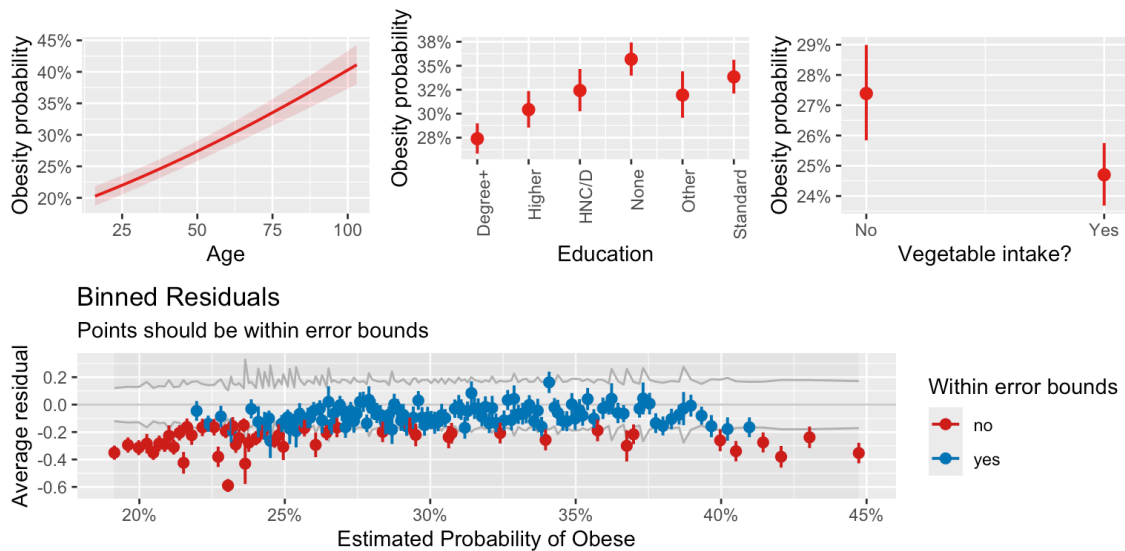 Obesity probability
45%
40%
35%
30%
25%
20%
25
50
75
100
Age
Obesity probability
38%
35%
32%
30%
28%
Degree+
Higher
HNC/D
None
Other
Standard
Education
Obesity probability
29%
28%
27%
26%
25%
24%
No
Yes
Vegetable intake?
Binned Residuals
Points should be within error bounds
Average residual
0.2
0.0
-0.2
-0.4
-0.6
20%
25%
30%
35%
40%
45%
Estimated Probability of Obese
Within error bounds
no
yes